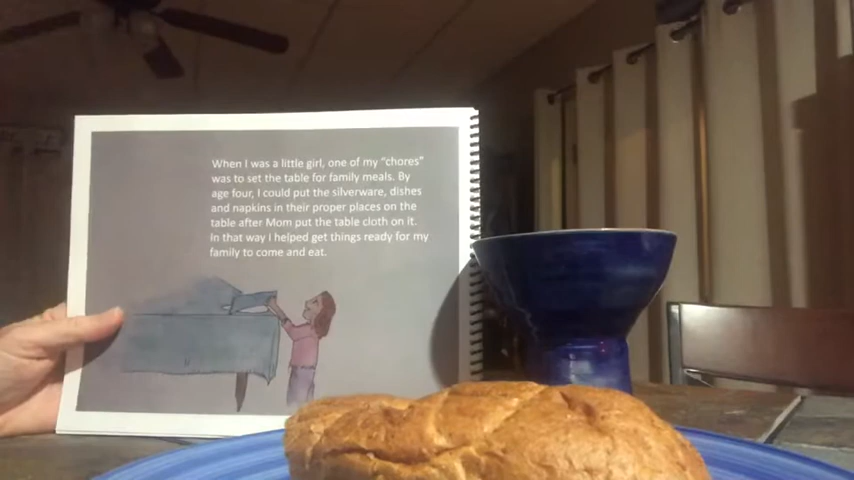 When I was a little girl, one of my “chores”
was to set the table for family meals. By
age four, I could put the silverware, dishes
and napkins in their proper places on the
table after Mom put the table cloth on it.
In that way I helped get things ready for my
family to come and eat.